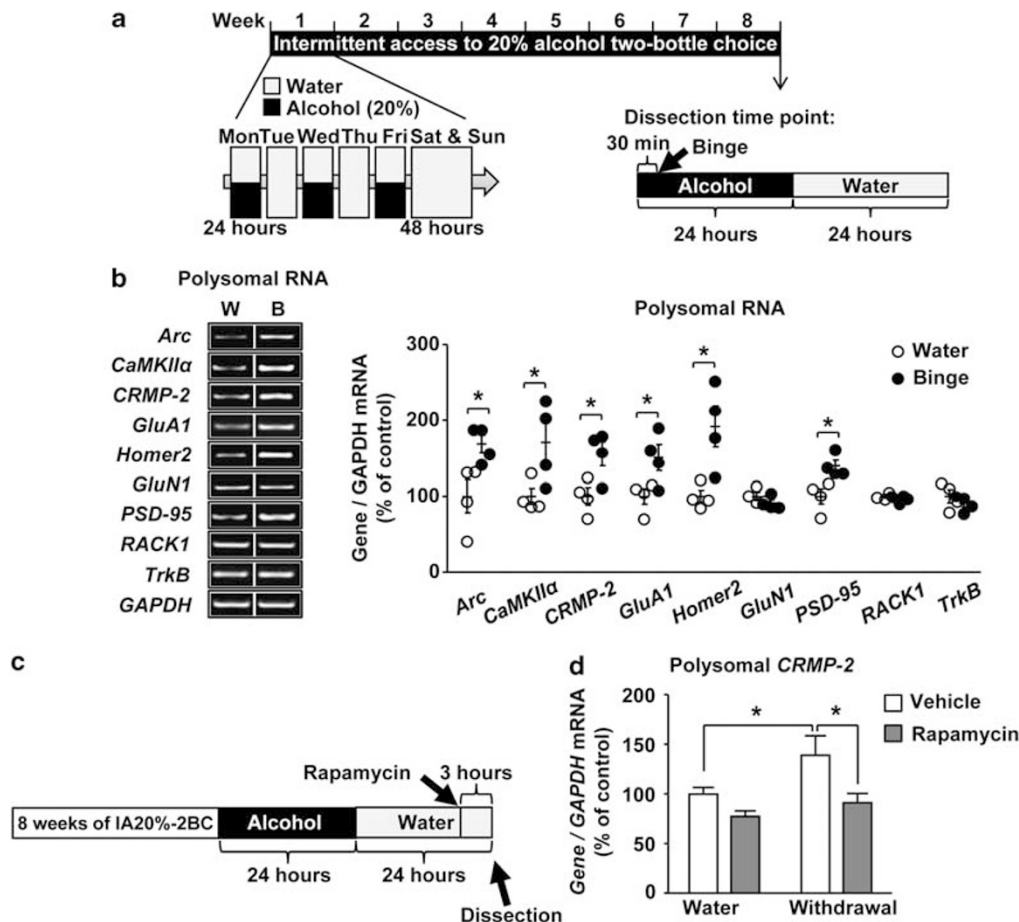 a
Week 1 2 3 4 5 6 7 8
Intermittent access to 20% alcohol two-bottle choice
Water
Alcohol (20%)
Mon Tue Wed Thu Fri Sat & Sun
24 hours 48 hours
Dissection time point:
30 min
Binge
Alcohol Water
24 hours 24 hours
b
Polysomal RNA
W B
Arc
CaMKIIα
CRMP-2
GluA1
Homer2
GluN1
PSD-95
RACK1
TrkB
GAPDH
Polysomal RNA
Gene / GAPDH mRNA
(% of control)
300
200
100
0
* * * * * *
Water
Binge
Arc CaMKIIα CRMP-2 GluA1 Homer2 GluN1 PSD-95 RACK1 TrkB
c
Rapamycin 3 hours
8 weeks of IA20%-2BC Alcohol Water
24 hours 24 hours
Dissection
d
Polysomal CRMP-2
Gene / GAPDH mRNA
(% of control)
200
150
100
50
0
* *
Vehicle
Rapamycin
Water Withdrawal